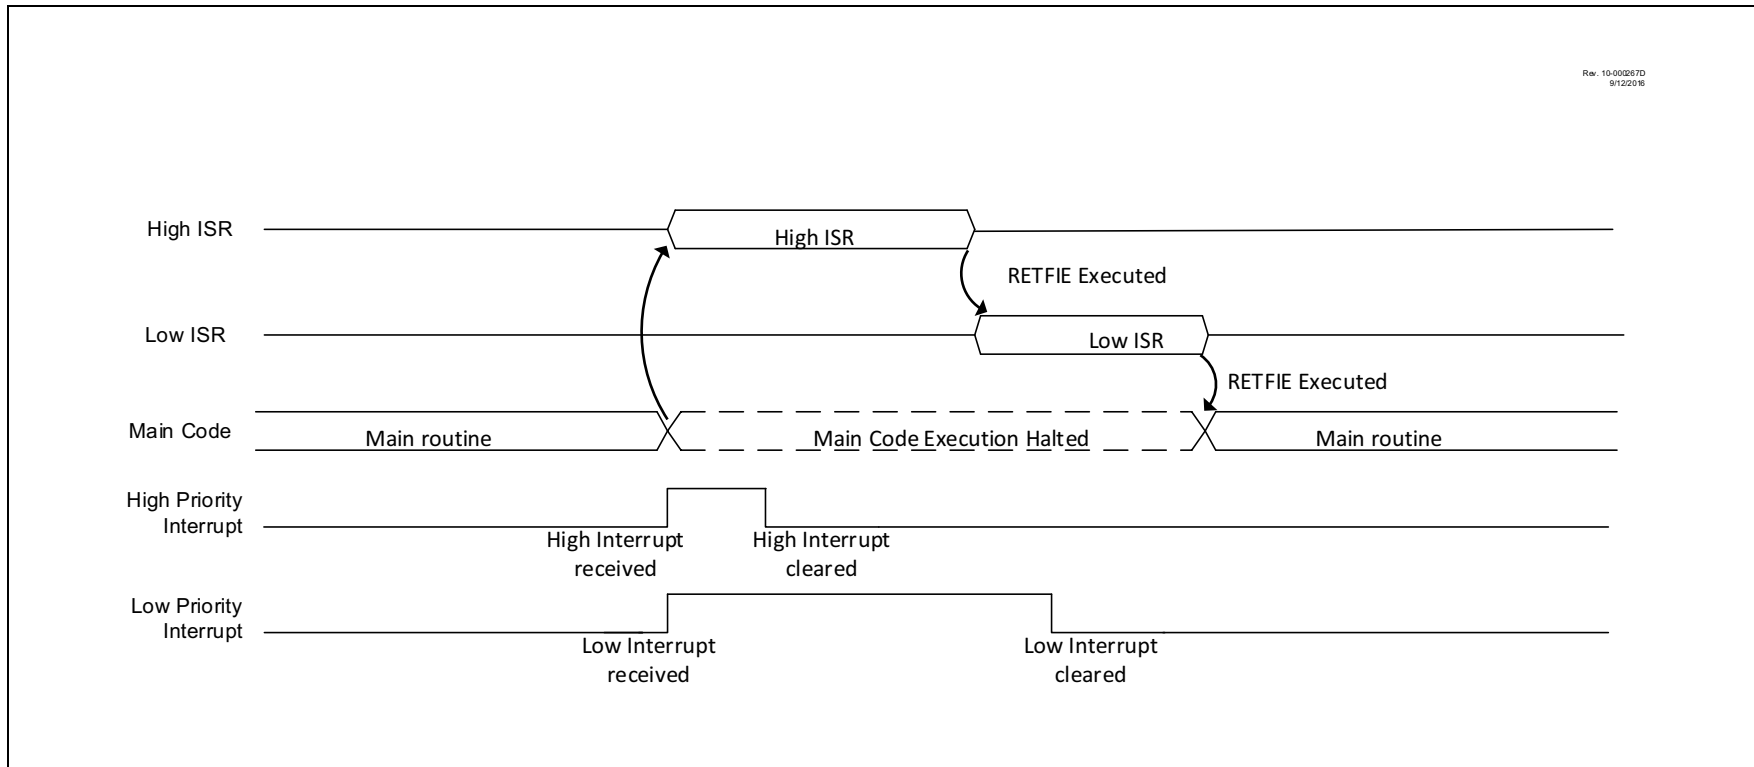 Rev. 10-000267D
9/12/2016
High ISR
High ISR
RETFIE Executed
Low ISR
Low ISR
RETFIE Executed
Main Code
Main routine
Main Code Execution Halted
Main routine
High Priority
Interrupt
High Interrupt
received
High Interrupt
cleared
Low Priority
Interrupt
Low Interrupt
received
Low Interrupt
cleared